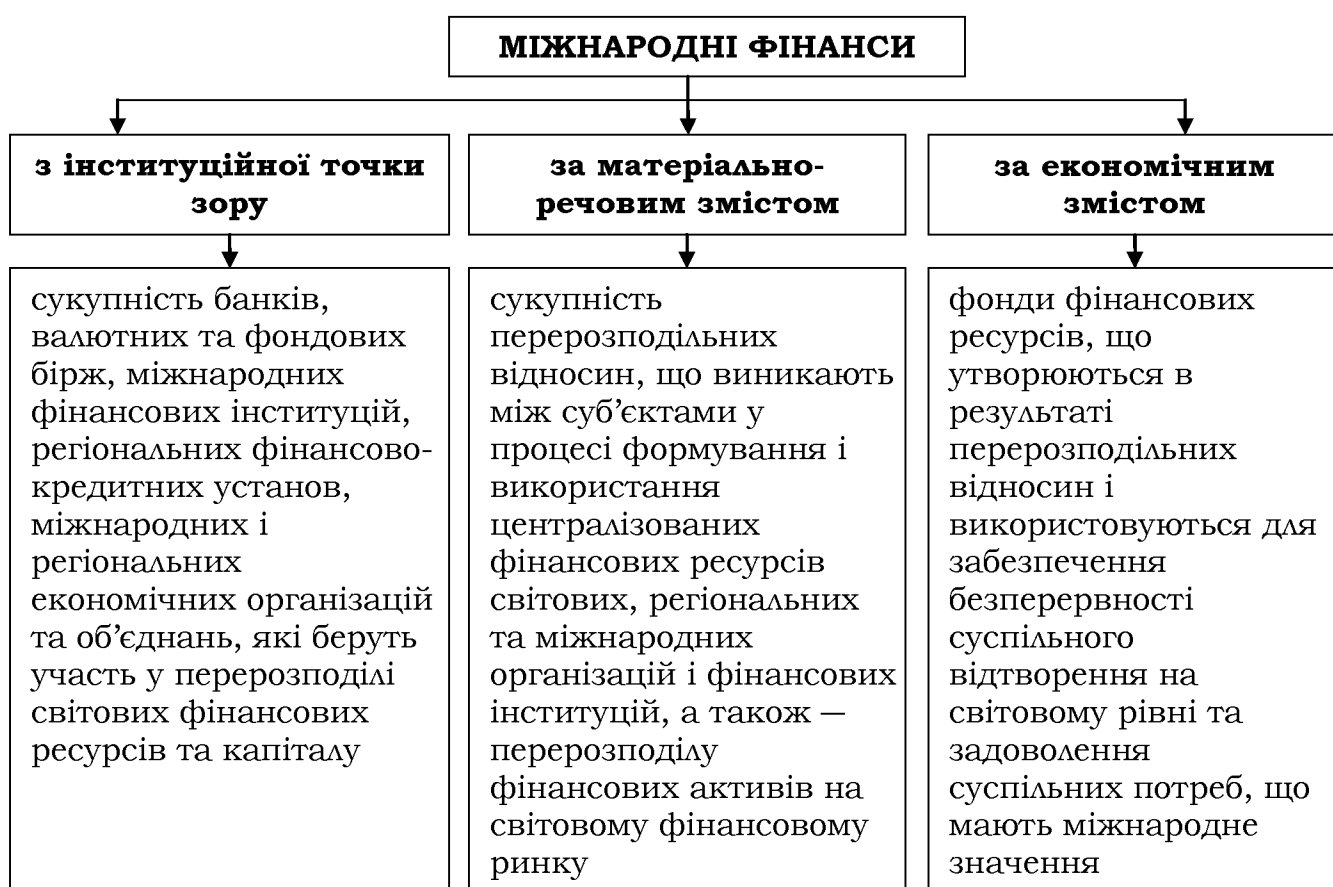 МІЖНАРОДНІ ФІНАНСИ
з інституційної точки
зору
сукупність банків,
валютних та фондових
бірж, міжнародних
фінансових інституцій,
регіональних фінансово-
кредитних установ,
міжнародних і
регіональних
економічних організацій
та об’єднань, які беруть
участь у перерозподілі
світових фінансових
ресурсів та капіталу
за матеріально-
речовим змістом
сукупність
перерозподільних
відносин, що виникають
між суб’єктами у
процесі формування і
використання
централізованих
фінансових ресурсів
світових, регіональних
та міжнародних
організацій і фінансових
інституцій, а також —
перерозподілу
фінансових активів на
світовому фінансовому
ринку
за економічним
змістом
фонди фінансових
ресурсів, що
утворюються в
результаті
перерозподільних
відносин і
використовуються для
забезпечення
безперервності
суспільного
відтворення на
світовому рівні та
задоволення
суспільних потреб, що
мають міжнародне
значення